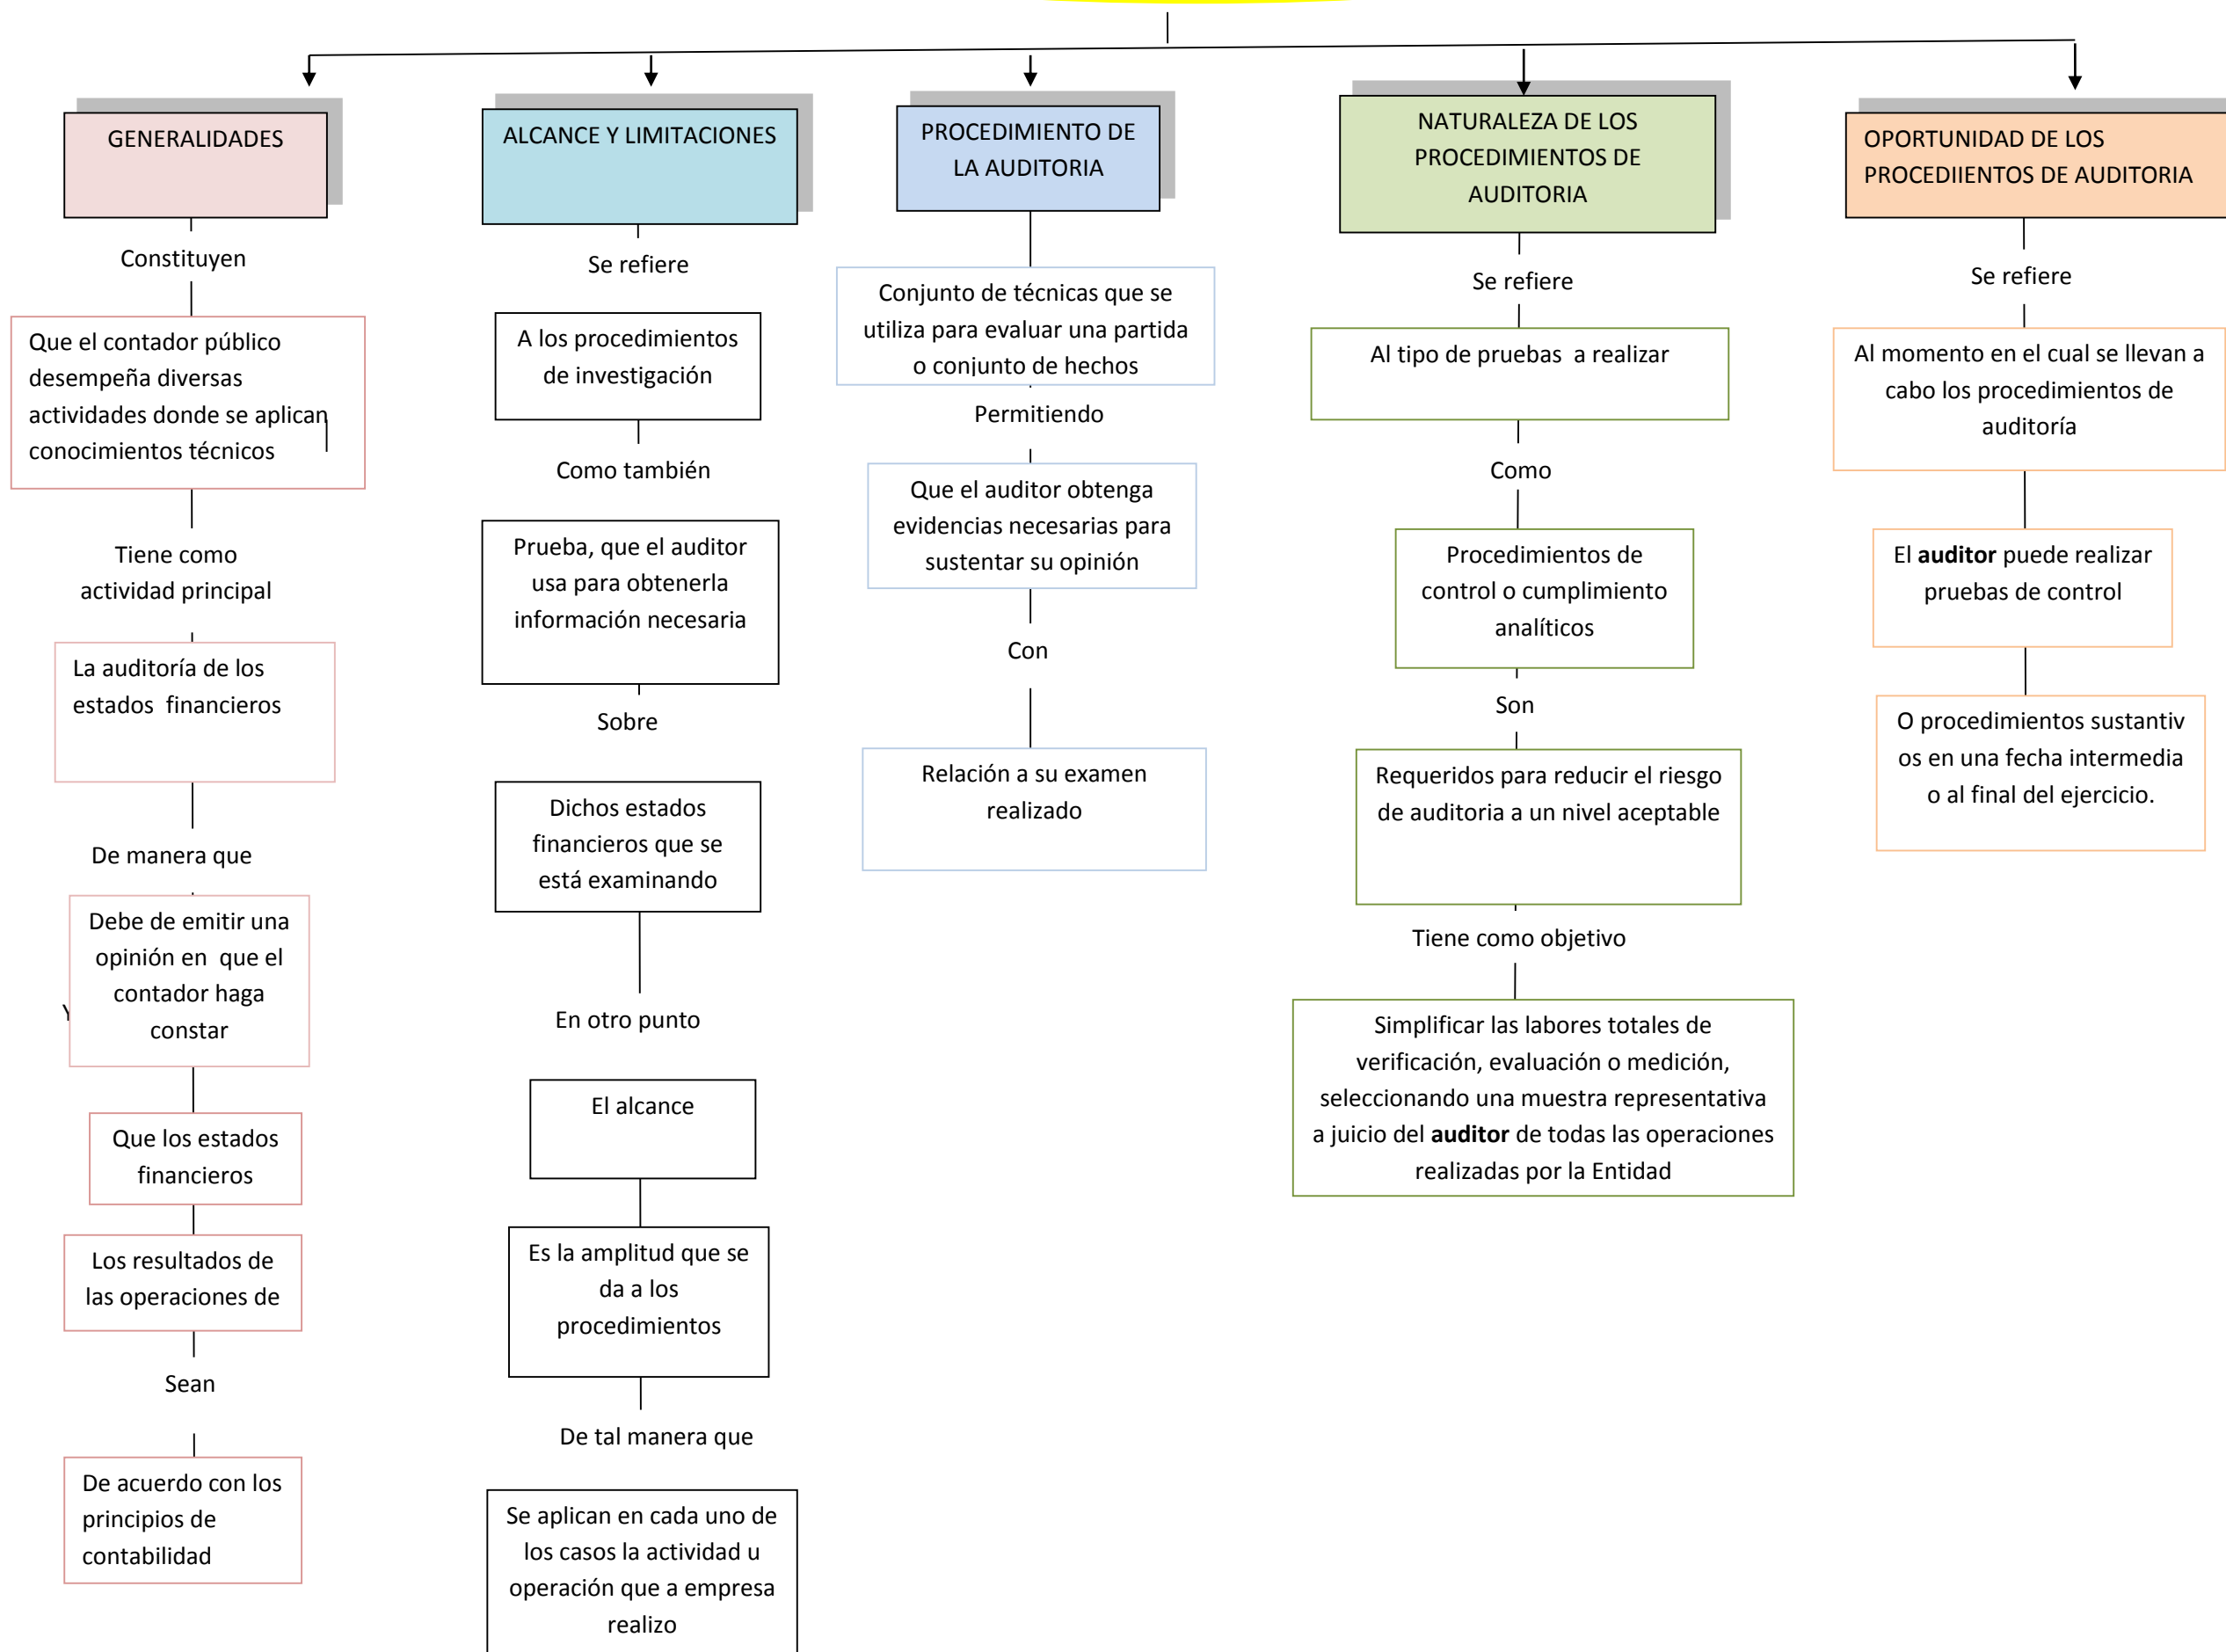 GENERALIDADES
Constituyen
Que el contador público
desempeña diversas
actividades donde se aplican
conocimientos técnicos
Tiene como
actividad principal
La auditoría de los
estados financieros
De manera que
Debe de emitir una
opinión en que el
contador haga
constar
Y
Que los estados
financieros
Los resultados de
las operaciones de
Sean
De acuerdo con los
principios de
contabilidad
ALCANCE Y LIMITACIONES
Se refiere
A los procedimientos
de investigación
Como también
Prueba, que el auditor
usa para obtenerla
información necesaria
Sobre
Dichos estados
financieros que se
está examinando
En otro punto
El alcance
Es la amplitud que se
da a los
procedimientos
De tal manera que
Se aplican en cada uno de
los casos la actividad u
operación que a empresa
realizo
PROCEDIMIENTO DE
LA AUDITORIA
Conjunto de técnicas que se
utiliza para evaluar una partida
o conjunto de hechos
Permitiendo
Que el auditor obtenga
evidencias necesarias para
sustentar su opinión
Con
Relación a su examen
realizado
NATURALEZA DE LOS
PROCEDIMIENTOS DE
AUDITORIA
Se refiere
Al tipo de pruebas a realizar
Como
Procedimientos de
control o cumplimiento
analíticos
Son
Requeridos para reducir el riesgo
de auditoria a un nivel aceptable
Tiene como objetivo
Simplificar las labores totales de
verificación, evaluación o medición,
seleccionando una muestra representativa
a juicio del auditor de todas las operaciones
realizadas por la Entidad
OPORTUNIDAD DE LOS
PROCEDIIENTOS DE AUDITORIA
Se refiere
Al momento en el cual se llevan a
cabo los procedimientos de
auditoría
El auditor puede realizar
pruebas de control
O procedimientos sustantiv
os en una fecha intermedia
o al final del ejercicio.